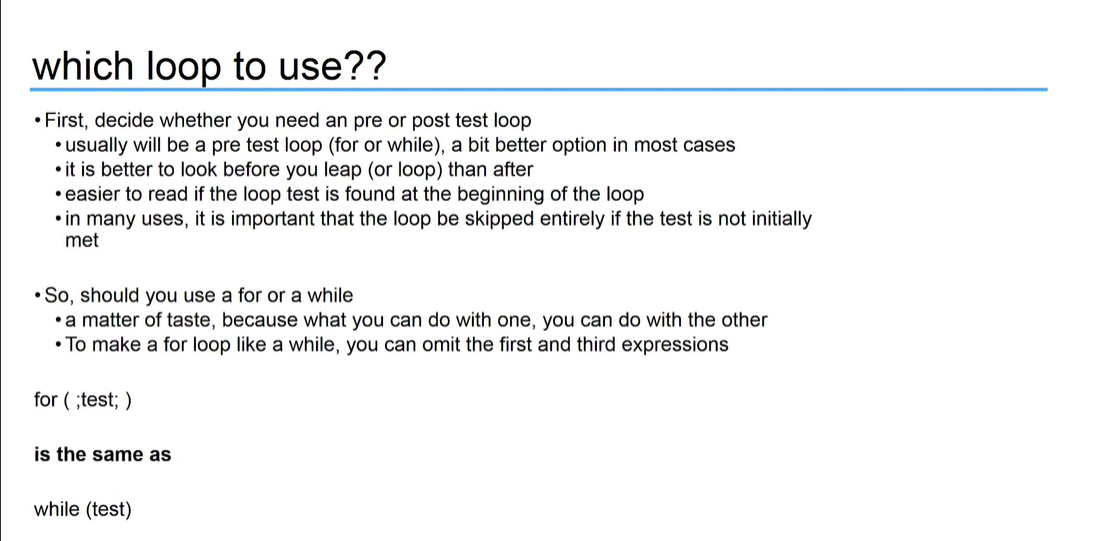 which loop to use??
• First, decide whether you need an pre or post test loop
• usually will be a pre test loop (for or while), a bit better option in most cases
• it is better to look before you leap (or loop) than after
• easier to read if the loop test is found at the beginning of the loop
• in many uses, it is important that the loop be skipped entirely if the test is not initially
met
• So, should you use a for or a while
• a matter of taste, because what you can do with one, you can do with the other
• To make a for loop like a while, you can omit the first and third expressions
for ( ;test; )
is the same as
while (test)